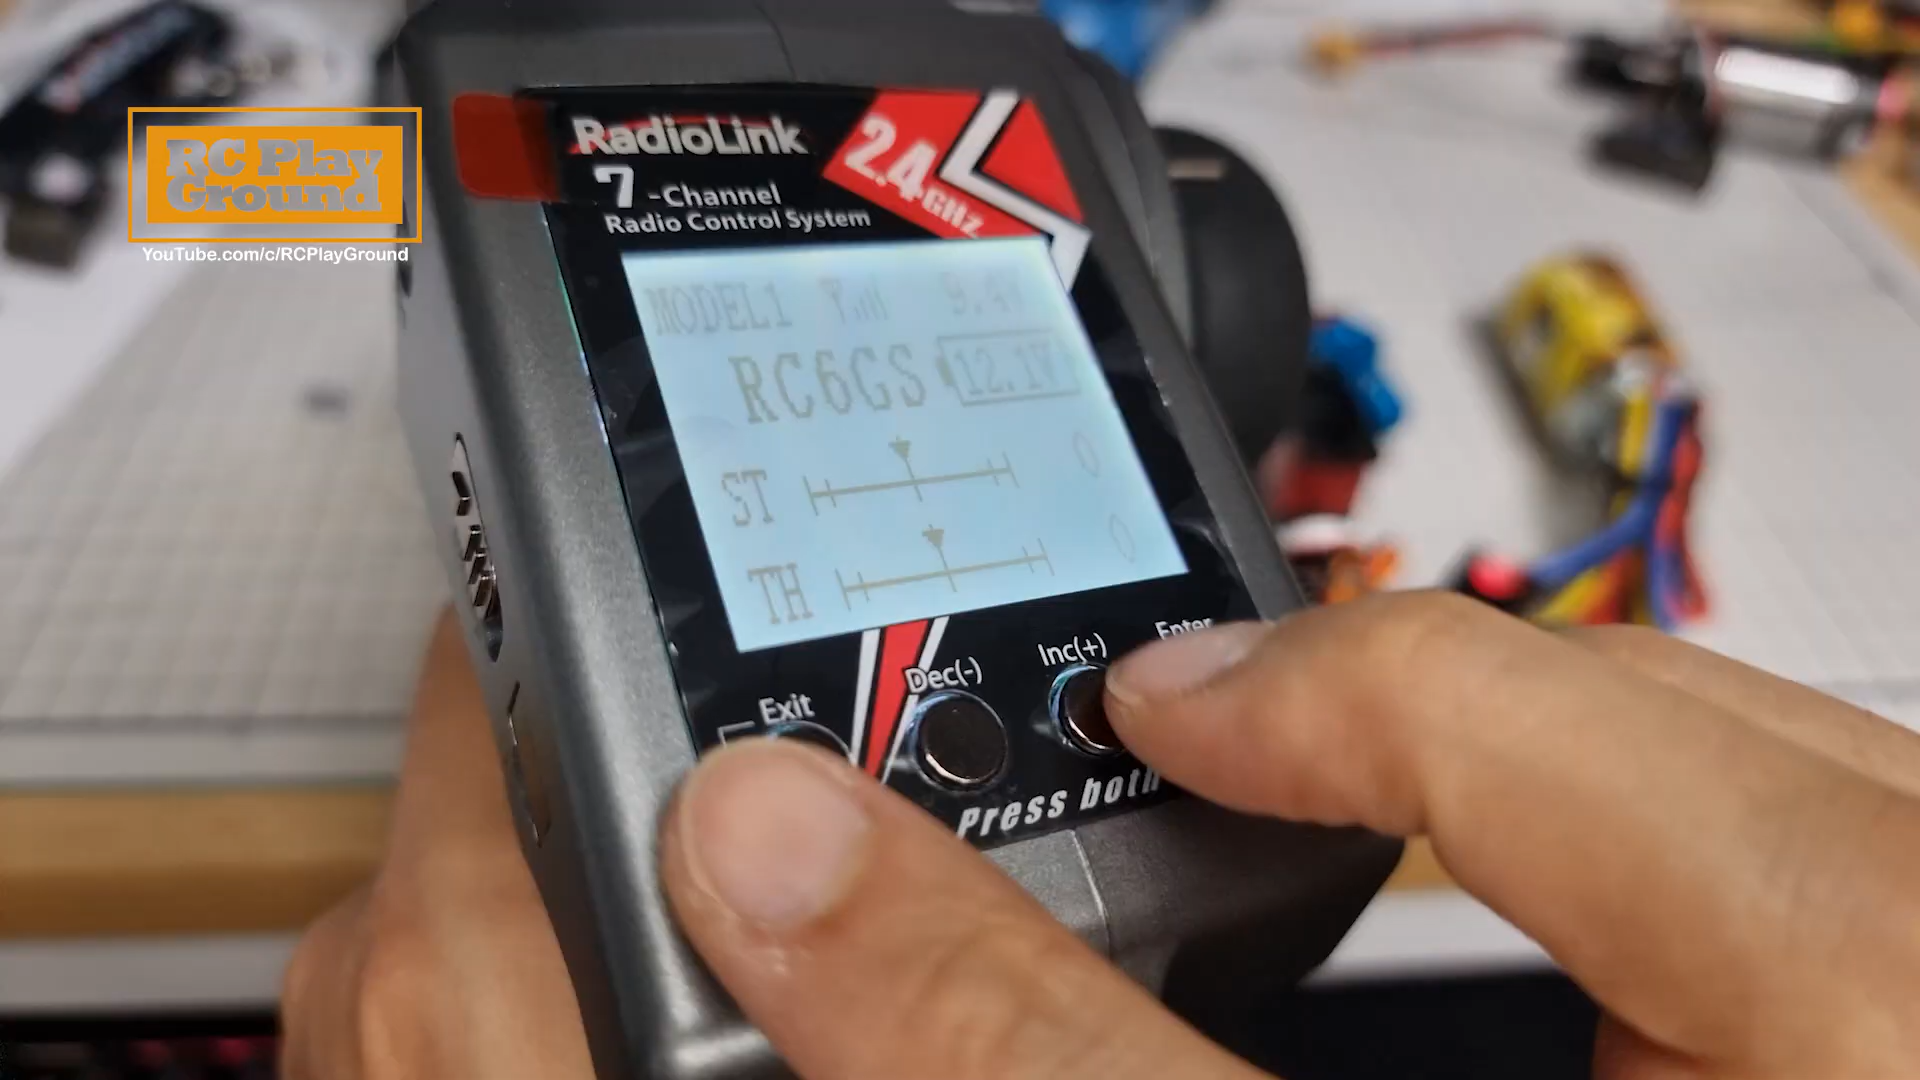 RC Play
Ground
YouTube.com/c/RCPlayGround
RadioLink
7-Channel
Radio Control System
2.4GHz
MODEL1
RC6GS 12.1V
ST 0
TH 0
Exit
Dec(-)
Inc(+)
Enter
Press both